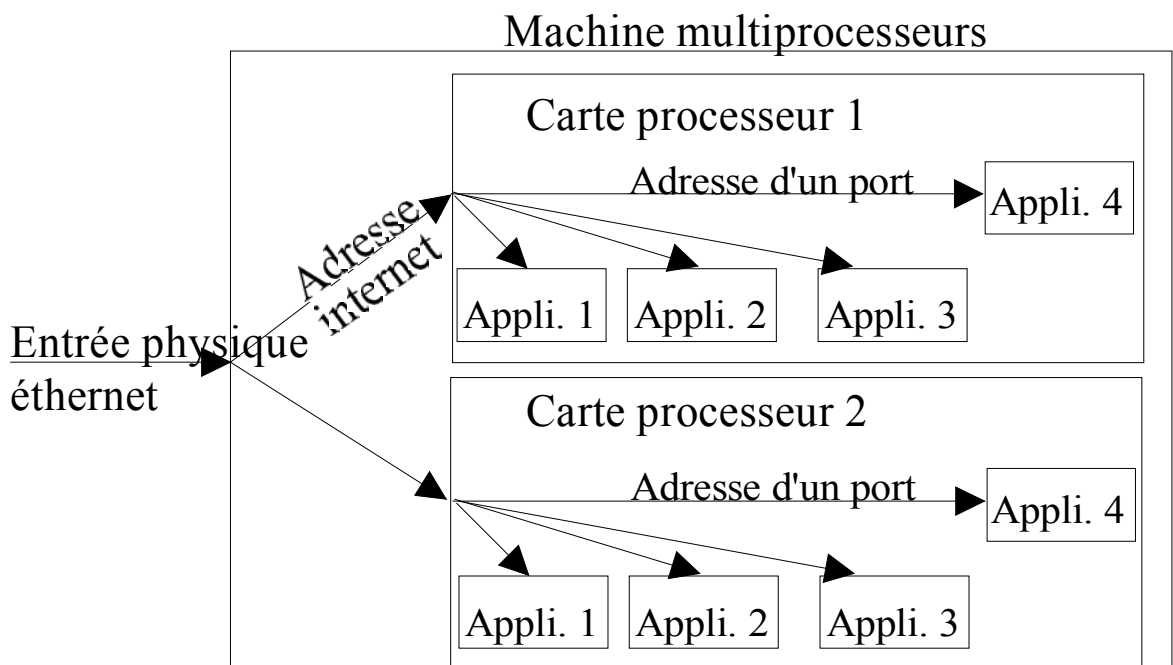 Machine multiprocesseurs
Carte processeur 1
Adresse d'un port
Appli. 4
Adresse
internet
Appli. 1
Appli. 2
Appli. 3
Entrée physique
éthernet
Carte processeur 2
Adresse d'un port
Appli. 4
Appli. 1
Appli. 2
Appli. 3